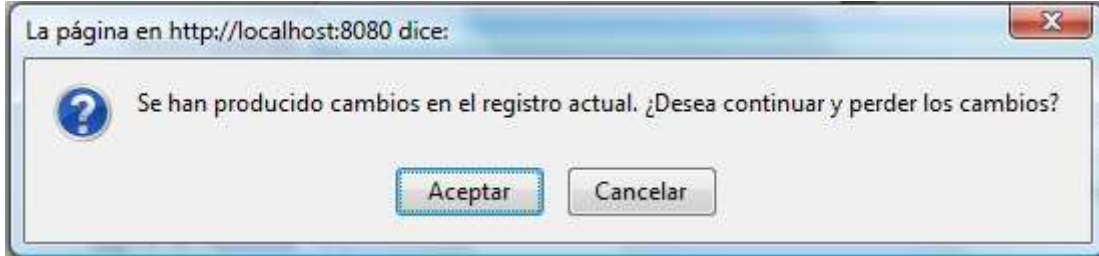 La página en http://localhost:8080 dice:
Se han producido cambios en el registro actual. ¿Desea continuar y perder los cambios?
Aceptar Cancelar